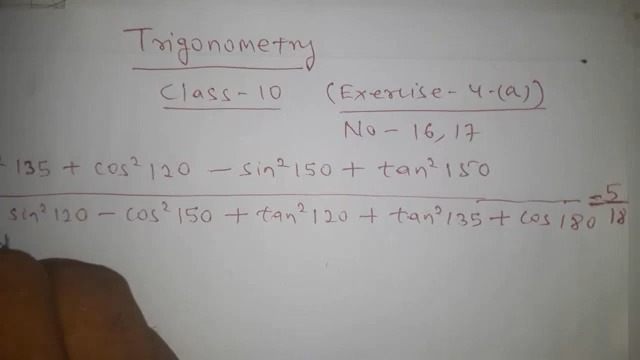 Trigonometry
Class - 10 (Exercise - 4 - (a))
No - 16, 17
² 135 + cos² 120 - sin² 150 + tan² 150
sin² 120 - cos² 150 + tan² 120 + tan² 135 + cos 180 = 5/18